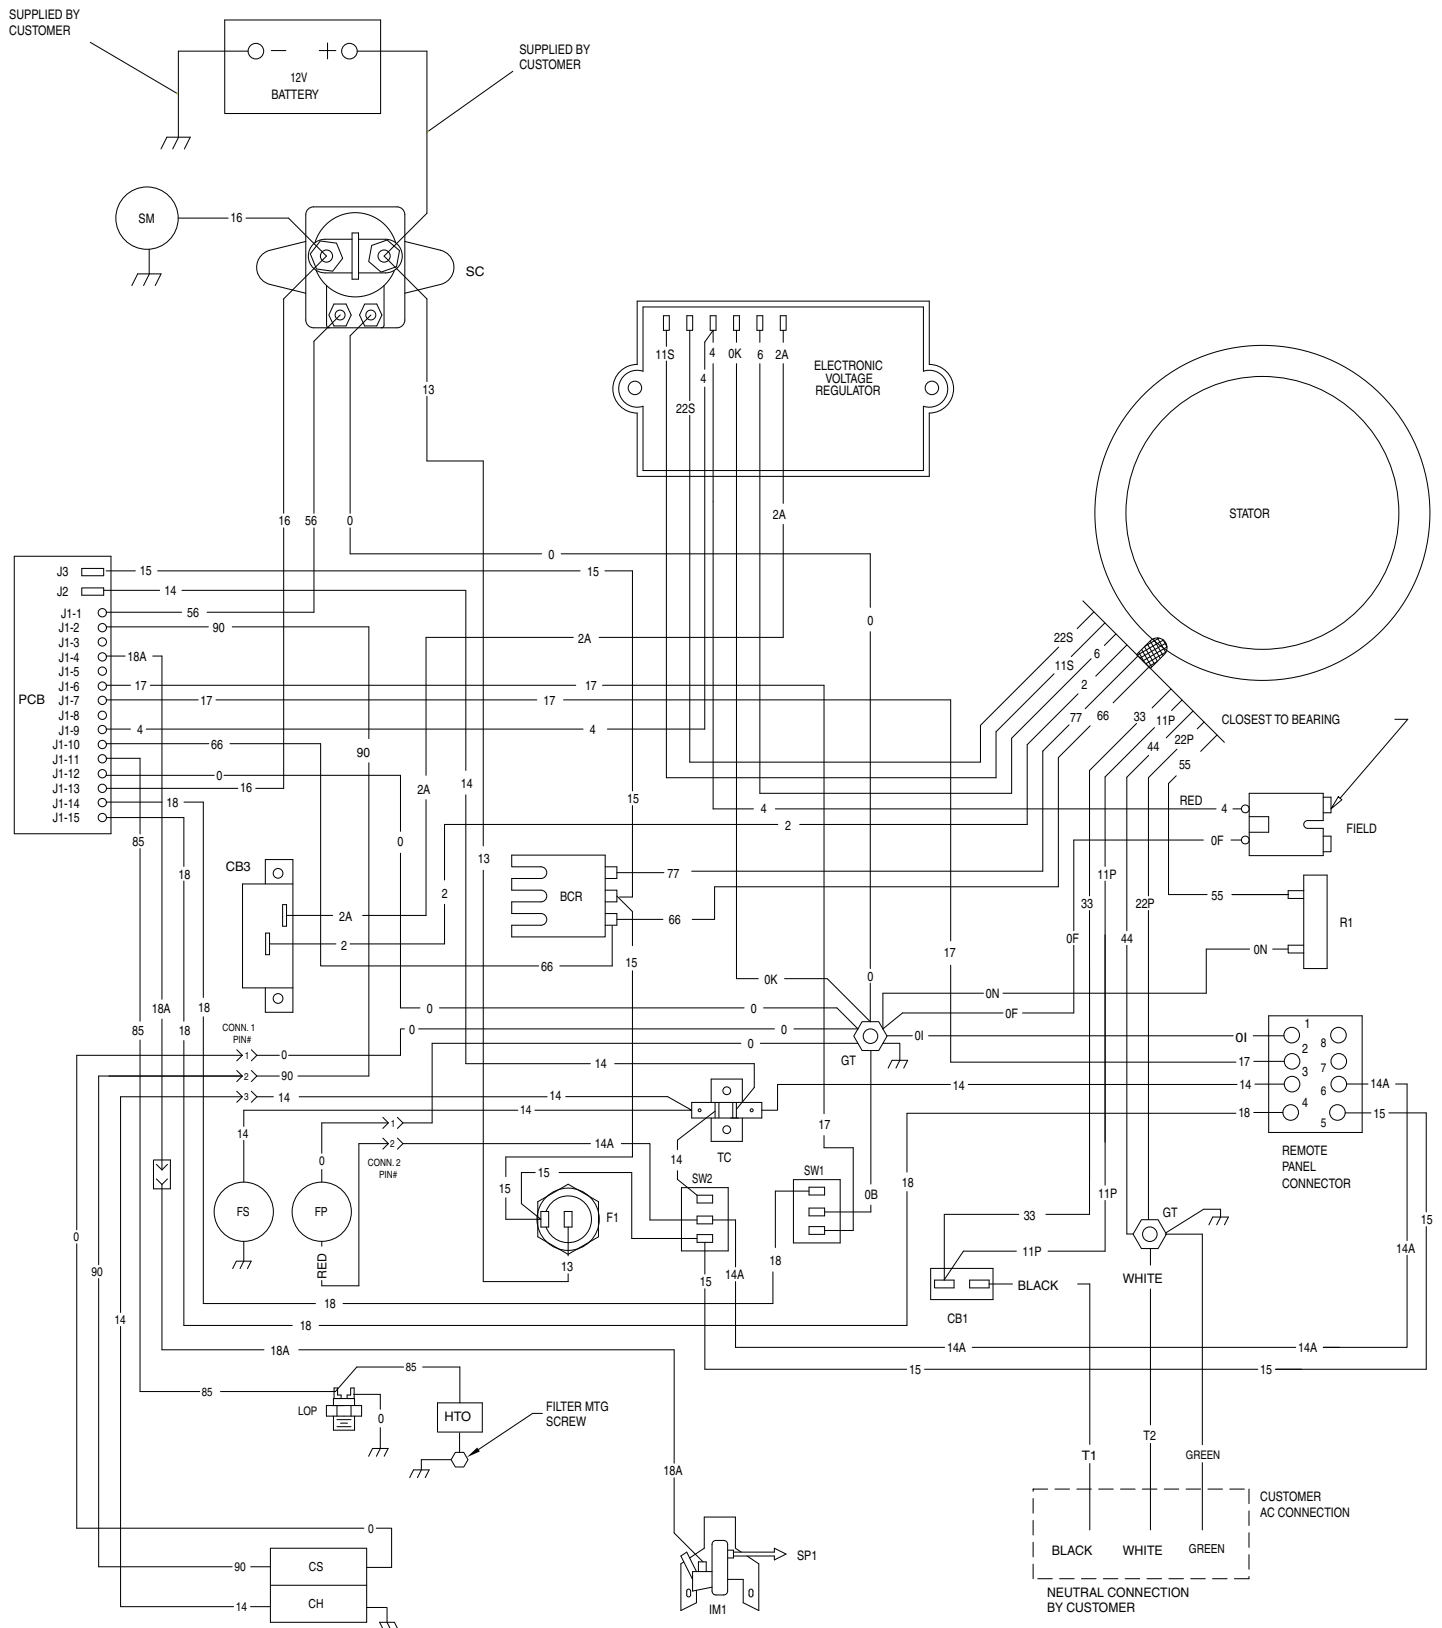 SUPPLIED BY
CUSTOMER
− +
12V
BATTERY
SUPPLIED BY
CUSTOMER
SM
16
SC
13
11S
4
0K
6
2A
4
22S
ELECTRONIC
VOLTAGE
REGULATOR
STATOR
16
56
0
2A
0
J3
15
15
J2
14
J1-1
56
J1-2
90
J1-3
J1-4
18A
J1-5
J1-6
17
17
PCB
J1-7
17
17
J1-8
J1-9
4
4
J1-10
66
J1-11
J1-12
0
J1-13
16
J1-14
18
J1-15
0
2A
22S
11S
6
2
77
66
33
11P
44
22P
55
CLOSEST TO BEARING
90
2A
14
15
4
RED
4
2
0F
FIELD
85
18
0
13
CB3
2
2A
2
BCR
77
66
66
15
11P
33
22P
0F
44
55
R1
0N
17
0K
0
0N
0F
18A
18
85
18
0
0
CONN. 1
PIN#
0
0
0
GT
0I
OI
1
8
2
17
7
3
1
0
2
90
3
14
14
14
14
14
14
14
6
14A
18
4
5
15
REMOTE
PANEL
CONNECTOR
14
0
1
2
CONN. 2
PIN#
14A
TC
14
17
15
15
SW2
SW1
FS
FP
F1
0B
18
11P
33
11P
GT
15
0
90
RED
13
15
14A
18
BLACK
WHITE
14A
CB1
14
18
18
18A
14A
14A
15
15
85
85
LOP
0
HTO
FILTER MTG
SCREW
T1
T2
GREEN
18A
CUSTOMER
AC CONNECTION
0
90
CS
14
CH
SP1
0
0
IM1
BLACK
WHITE
GREEN
NEUTRAL CONNECTION
BY CUSTOMER